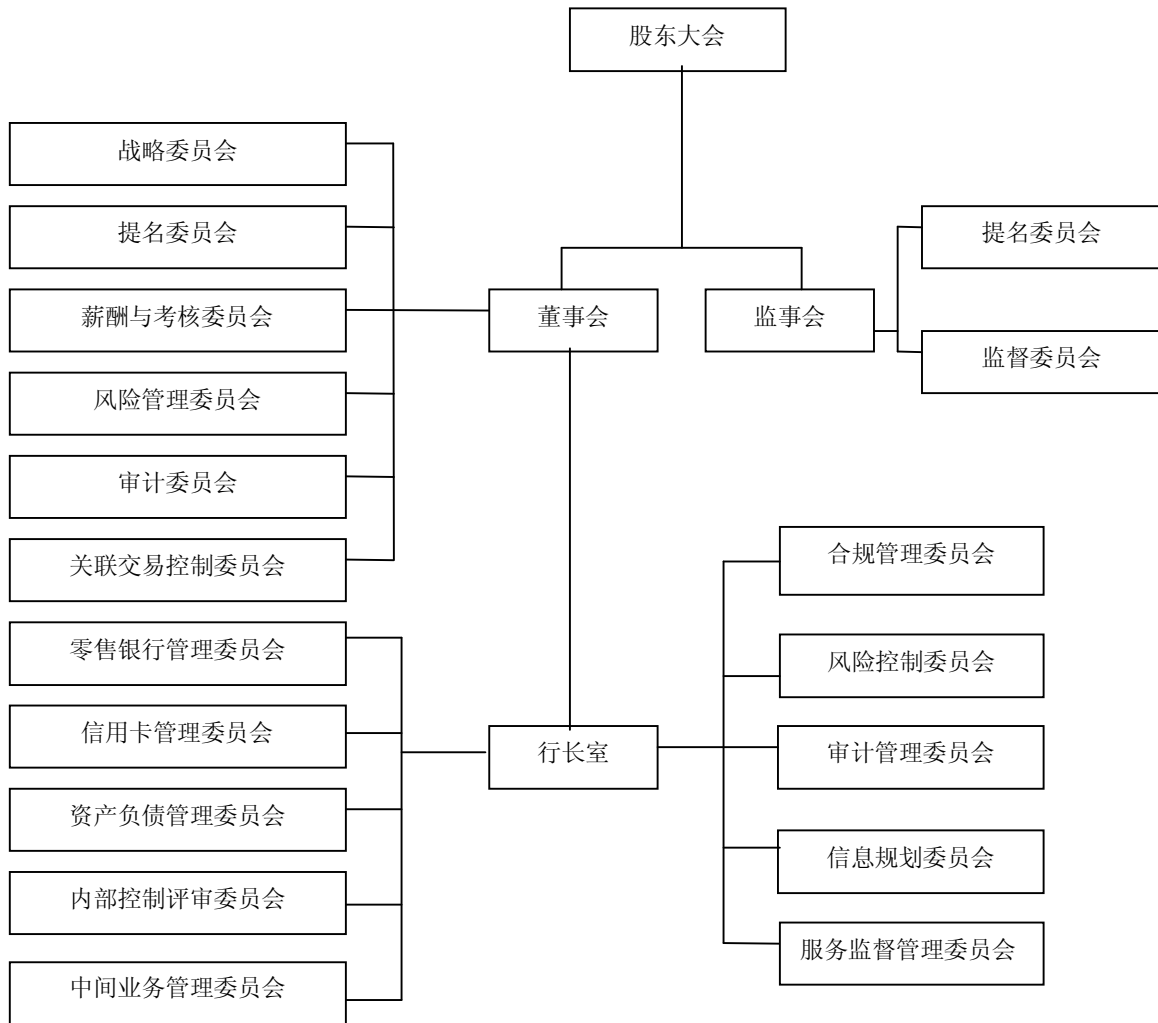 股东大会
战略委员会
提名委员会
薪酬与考核委员会
风险管理委员会
审计委员会
关联交易控制委员会
董事会
监事会
提名委员会
监督委员会
零售银行管理委员会
信用卡管理委员会
资产负债管理委员会
内部控制评审委员会
中间业务管理委员会
行长室
合规管理委员会
风险控制委员会
审计管理委员会
信息规划委员会
服务监督管理委员会